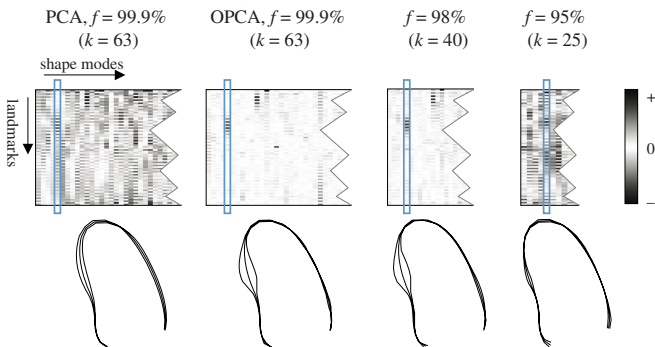 PCA, f = 99.9% OPCA, f = 99.9% f = 98% f = 95%
(k = 63) (k = 63) (k = 40) (k = 25)
shape modes
landmarks
+
0
−